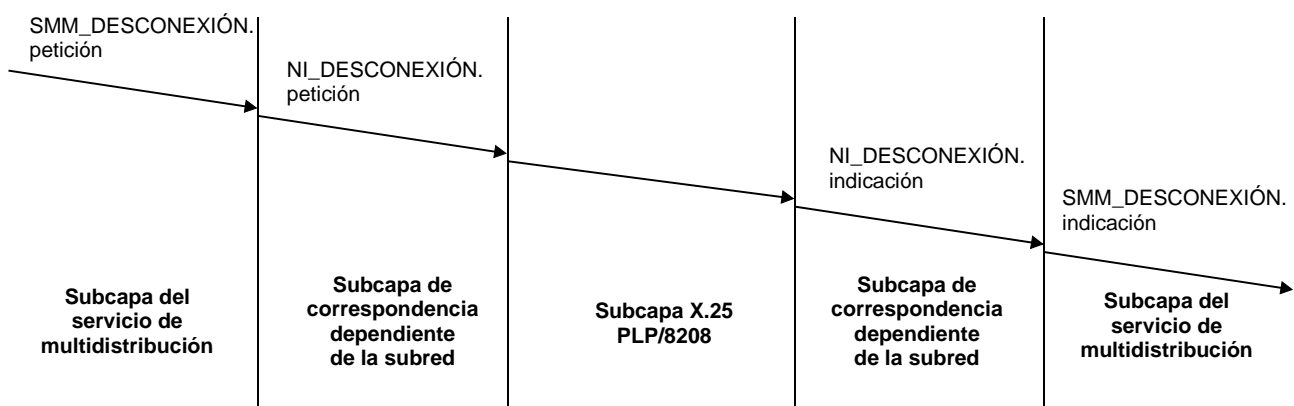 SMM_DESCONEXIÓN.
petición
NI_DESCONEXIÓN.
petición
NI_DESCONEXIÓN.
indicación
SMM_DESCONEXIÓN.
indicación
Subcapa del
servicio de
multidistribución
Subcapa de
correspondencia
dependiente
de la subred
Subcapa X.25
PLP/8208
Subcapa de
correspondencia
dependiente
de la subred
Subcapa del
servicio de
multidistribución